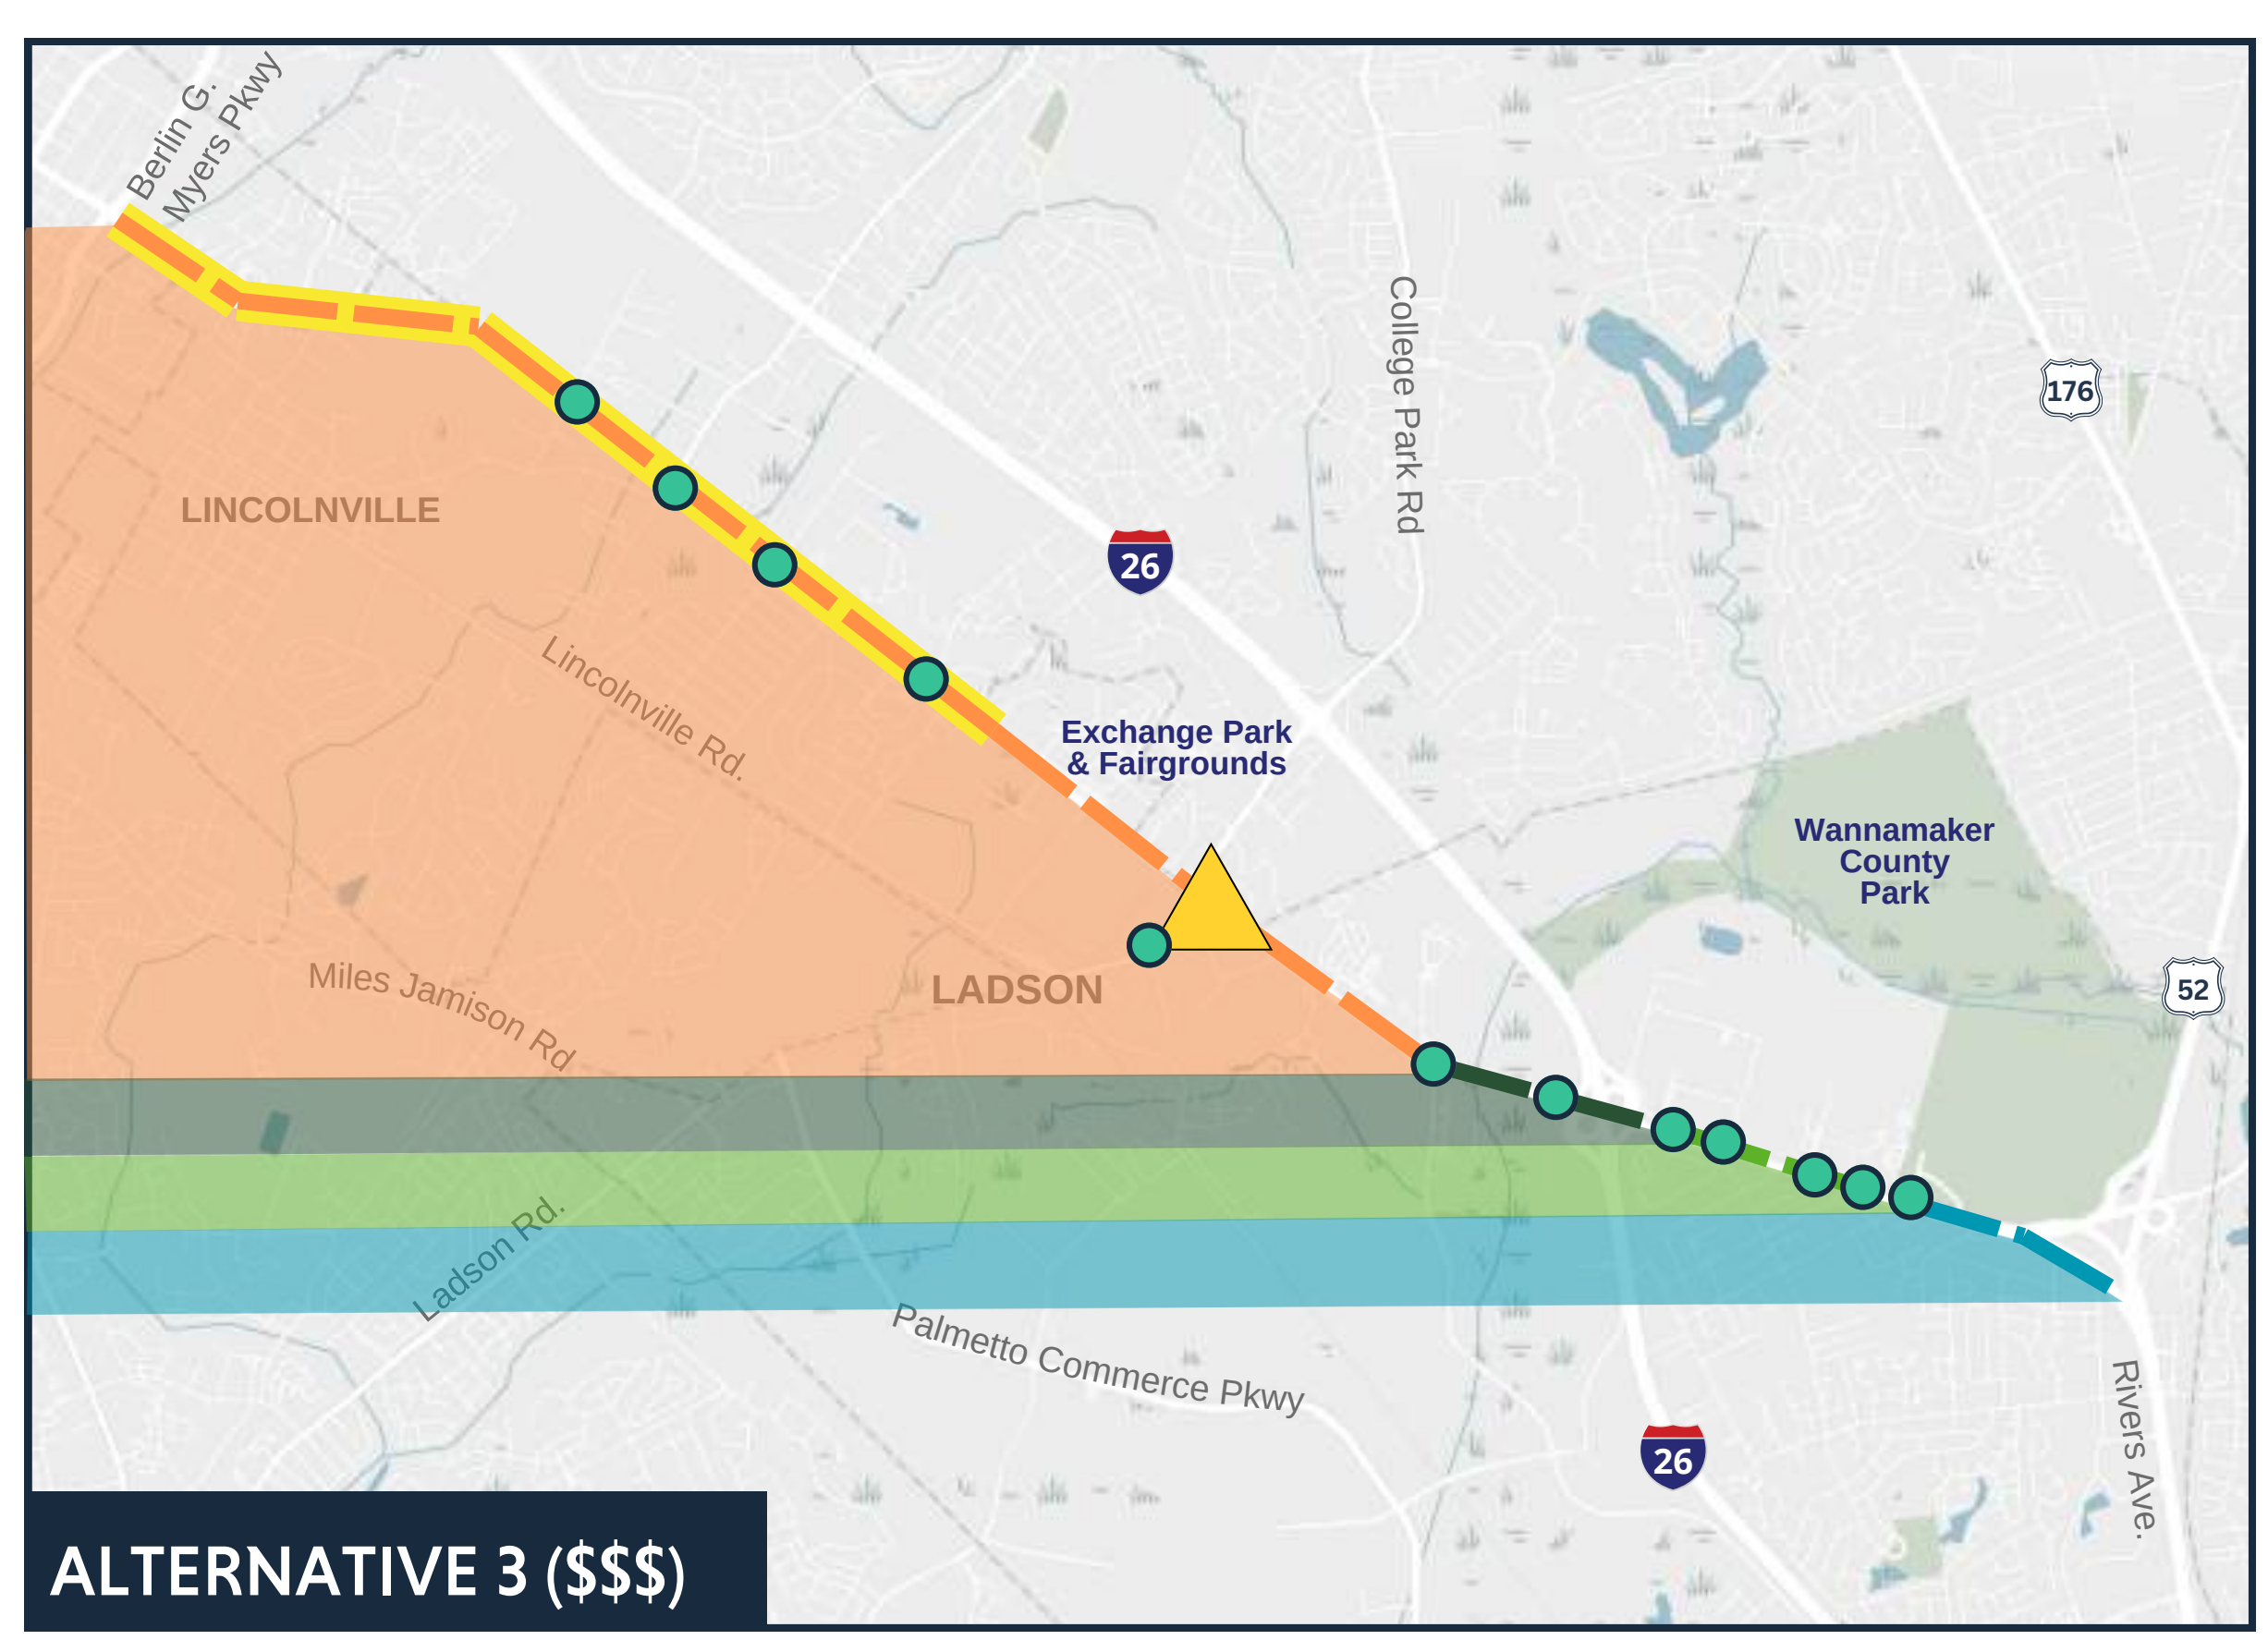 Berlin G.
Myers Pkwy
College Park Rd
176
LINCOLNVILLE
26
Lincolnville Rd.
Exchange Park
& Fairgrounds
Wannamaker
County
Park
Miles Jamison Rd
LADSON
52
Ladson Rd.
Palmetto Commerce Pkwy
Rivers Ave.
26
ALTERNATIVE 3 ($$$)